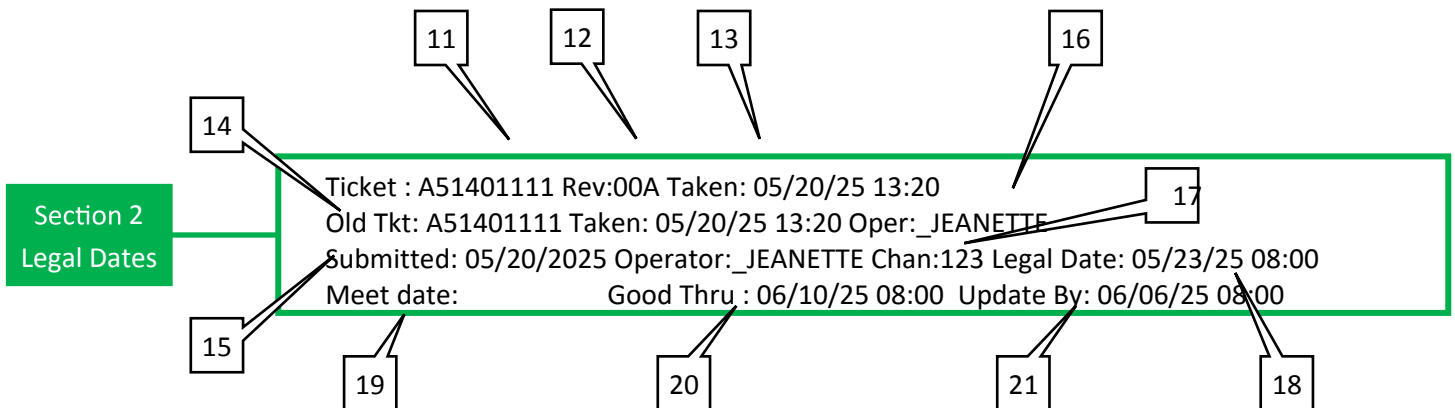 11
12
13
16
14
Ticket : A51401111 Rev:00A Taken: 05/20/25 13:20
17
Old Tkt: A51401111 Taken: 05/20/25 13:20 Oper:_JEANETTE
Section 2
Legal Dates
Submitted: 05/20/2025 Operator:_JEANETTE Chan:123 Legal Date: 05/23/25 08:00
Meet date: Good Thru : 06/10/25 08:00 Update By: 06/06/25 08:00
15
19
20
21
18